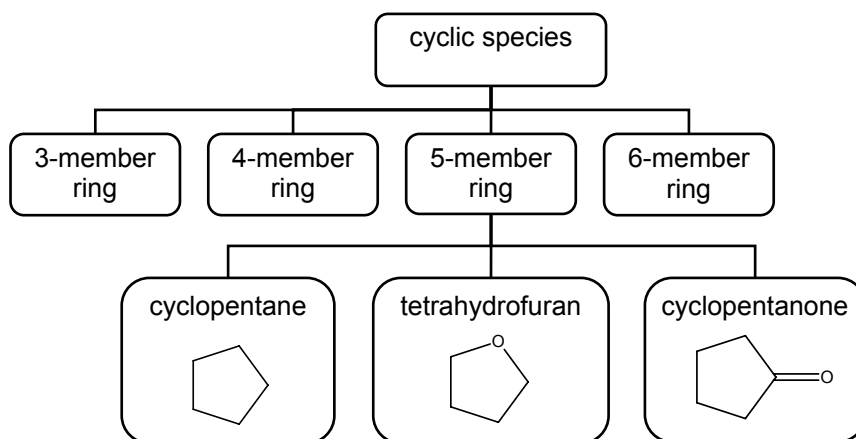 cyclic species
3-member
ring
4-member
ring
5-member
ring
6-member
ring
cyclopentane
tetrahydrofuran
O
cyclopentanone
O